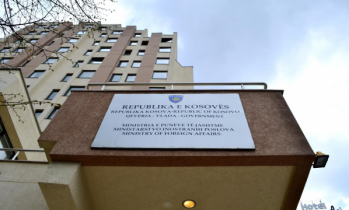 REPUBLIKA E KOSOVËS
REPUBLIKA KOSOVA-REPUBLIC OF KOSOVO
QEVERIA - VLADA - GOVERNMENT
MINISTRIA E PUNËVE TË JASHTME
MINISTARSTVO INOSTRANIH POSLOVA
MINISTRY OF FOREIGN AFFAIRS
Hotel